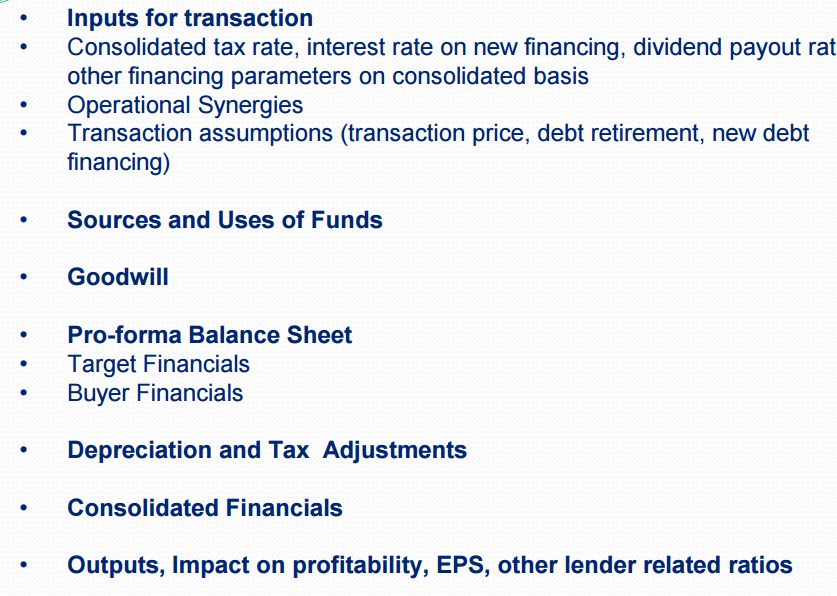 • Inputs for transaction
• Consolidated tax rate, interest rate on new financing, dividend payout rat
other financing parameters on consolidated basis
• Operational Synergies
• Transaction assumptions (transaction price, debt retirement, new debt
financing)
• Sources and Uses of Funds
• Goodwill
• Pro-forma Balance Sheet
• Target Financials
• Buyer Financials
• Depreciation and Tax  Adjustments
• Consolidated Financials
• Outputs, Impact on profitability, EPS, other lender related ratios